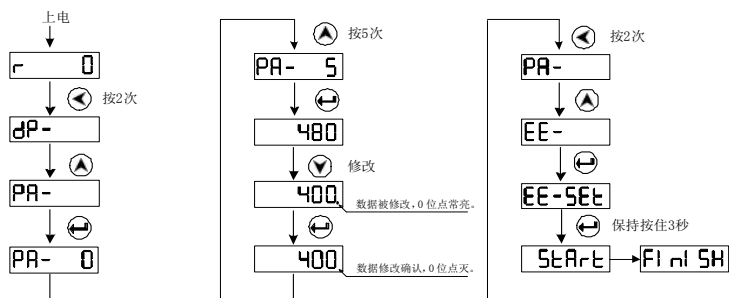 上电
r 0
按2次
dP-
PA-
PA- 0
按5次
PA- 5
480
修改
400.
数据被修改,0位点常亮。
400
数据修改确认,0位点灭。
按2次
PA-
EE-
EE-SEt
保持按住3秒
StArt
FInISH